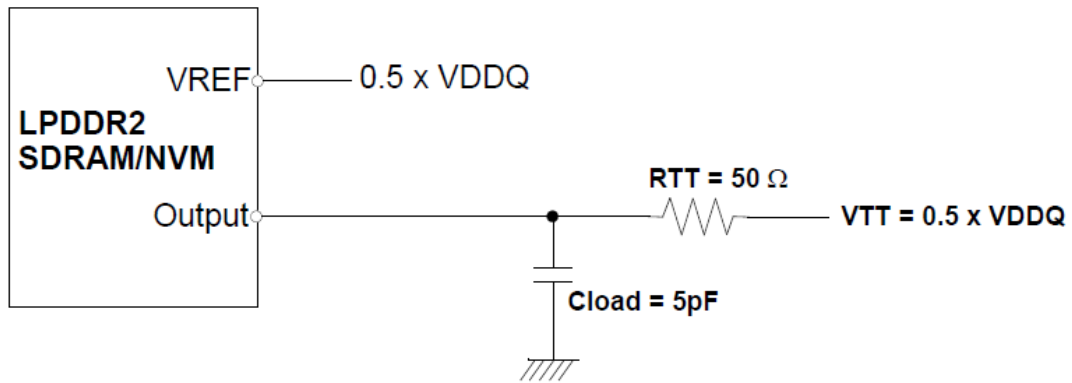 VREF
0.5 x VDDQ
LPDDR2
SDRAM/NVM
RTT = 50 Ω
Output
VTT = 0.5 x VDDQ
Cload = 5pF